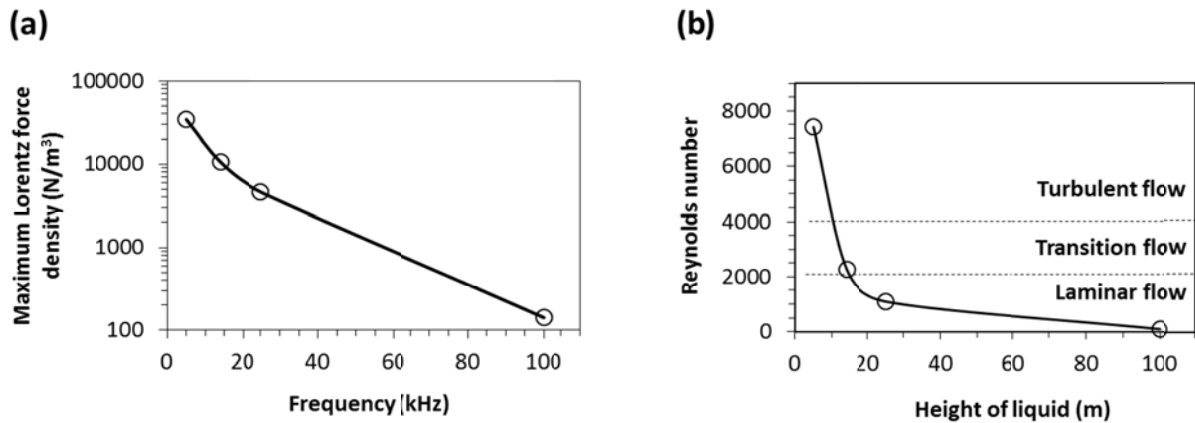 (a)
Maximum Lorentz force
density (N/m³)
100000
10000
1000
100
0 20 40 60 80 100
Frequency (kHz)
(b)
Reynolds number
8000
6000
4000
2000
0
Turbulent flow
Transition flow
Laminar flow
0 20 40 60 80 100
Height of liquid (m)